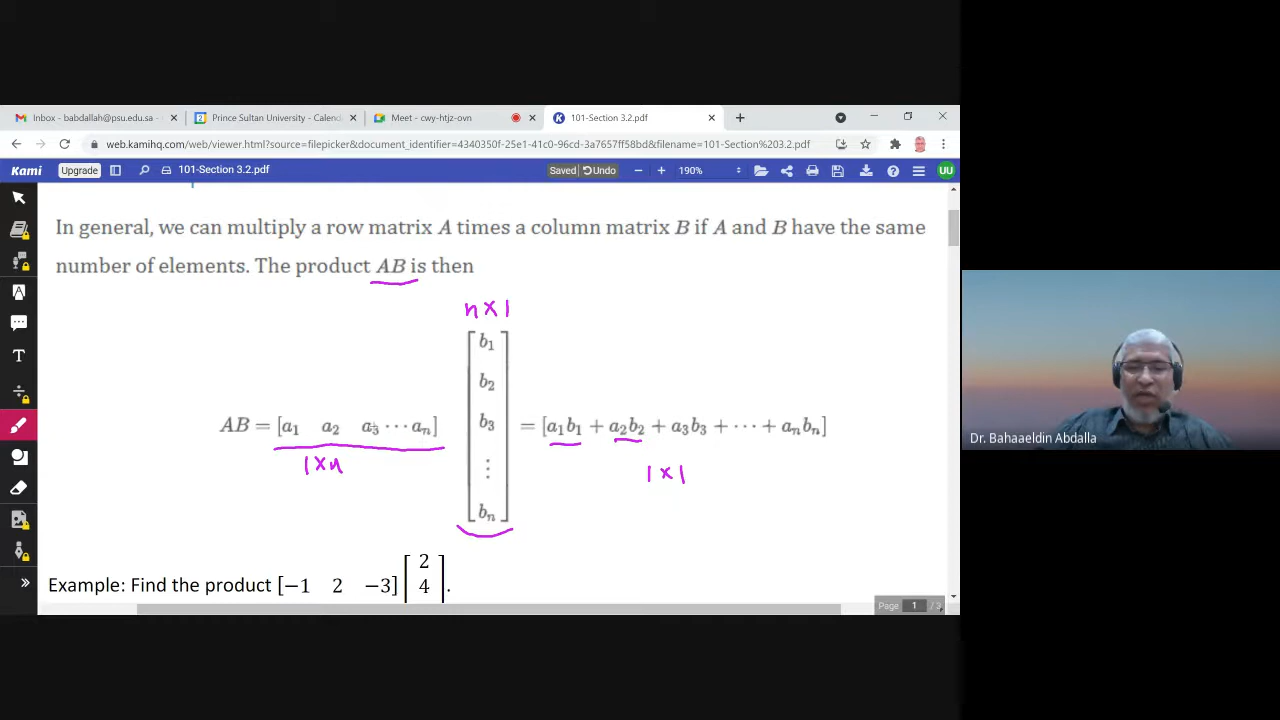 Inbox - babdallah@psu.edu.sa - Prince Sultan University - Calend Meet - cwy-htjz-ovn 101-Section 3.2.pdf
web.kamihq.com/web/viewer.html?source=filepicker&document_identifier=4340350f-25e1-41c0-96cd-3a7657ff58bd&filename=101-Section%203.2.pdf
Kami Upgrade 101-Section 3.2.pdf Saved Undo 190% UU
In general, we can multiply a row matrix A times a column matrix B if A and B have the same
number of elements. The product AB is then
n×1
AB = [a₁ a₂ a₃ ⋯ aₙ] [b₁ b₂ b₃ ⋮ bₙ] = [a₁b₁ + a₂b₂ + a₃b₃ + ⋯ + aₙbₙ]
1×n
1×1
Dr. Bahaaeldin Abdalla
Example: Find the product [−1 2 −3] [2 4].
Page 1 / 3